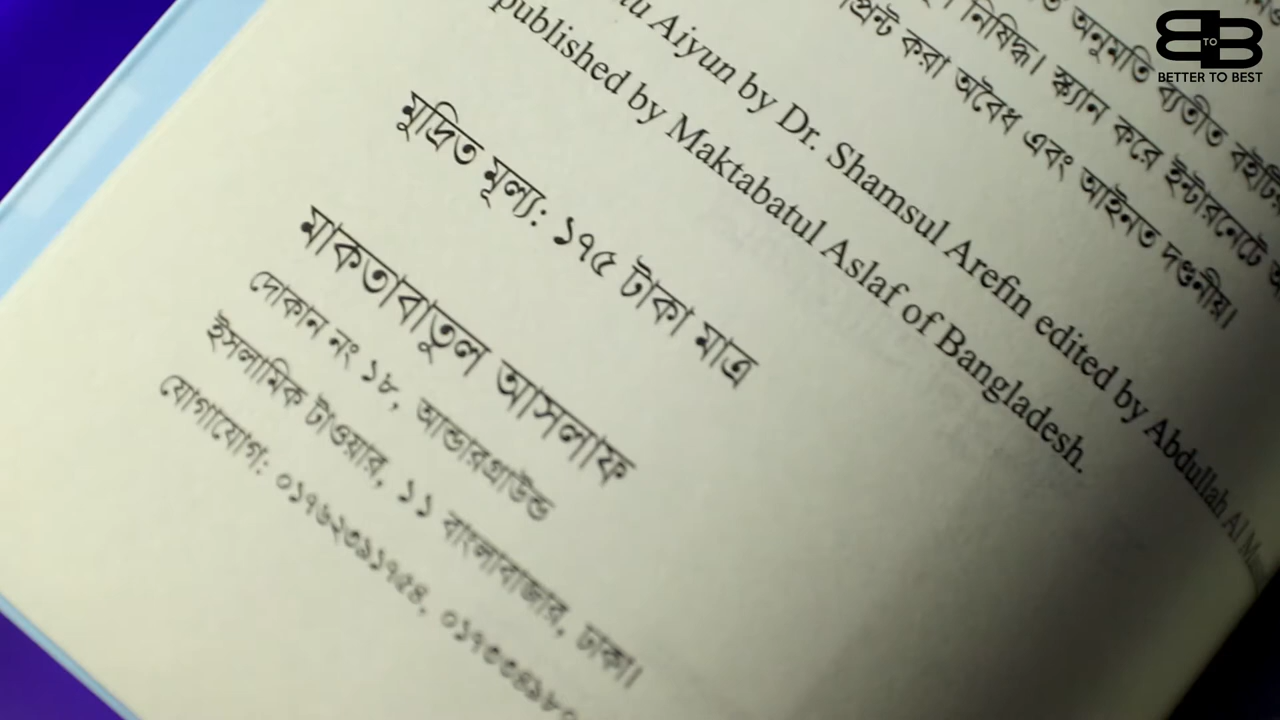 অনুমতি ব্যতীত বইটির
নিষিদ্ধ। স্ক্যান করে ইন্টারনেটে
প্রিন্ট করা অবৈধ এবং আইনত দণ্ডনীয়।
Aiyun by Dr. Shamsul Arefin edited by Abdullah Al
published by Maktabatul Aslaf of Bangladesh.
মুদ্রিত মূল্য: ১৭৫ টাকা মাত্র
মাকতাবাতুল আসলাফ
দোকান নং ১৮, আন্ডারগ্রাউন্ড
ইসলামিক টাওয়ার, ১১ বাংলাবাজার, ঢাকা।
যোগাযোগ: ০১৭৬২৩৯১৭৫৪,
BTOB
BETTER TO BEST